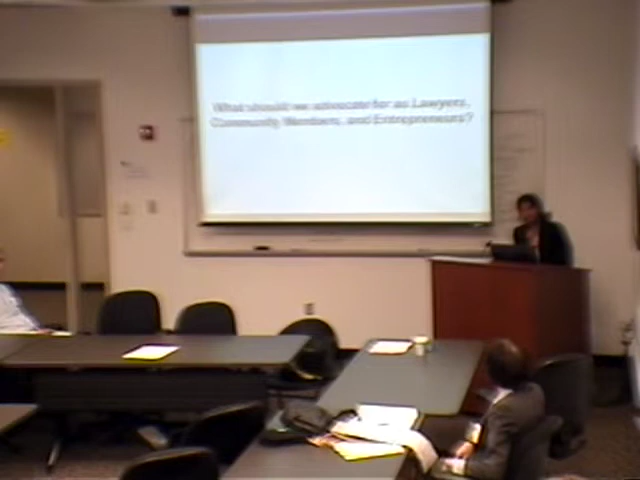 What should we advocate for as Lawyers,
Community Members, and Entrepreneurs?